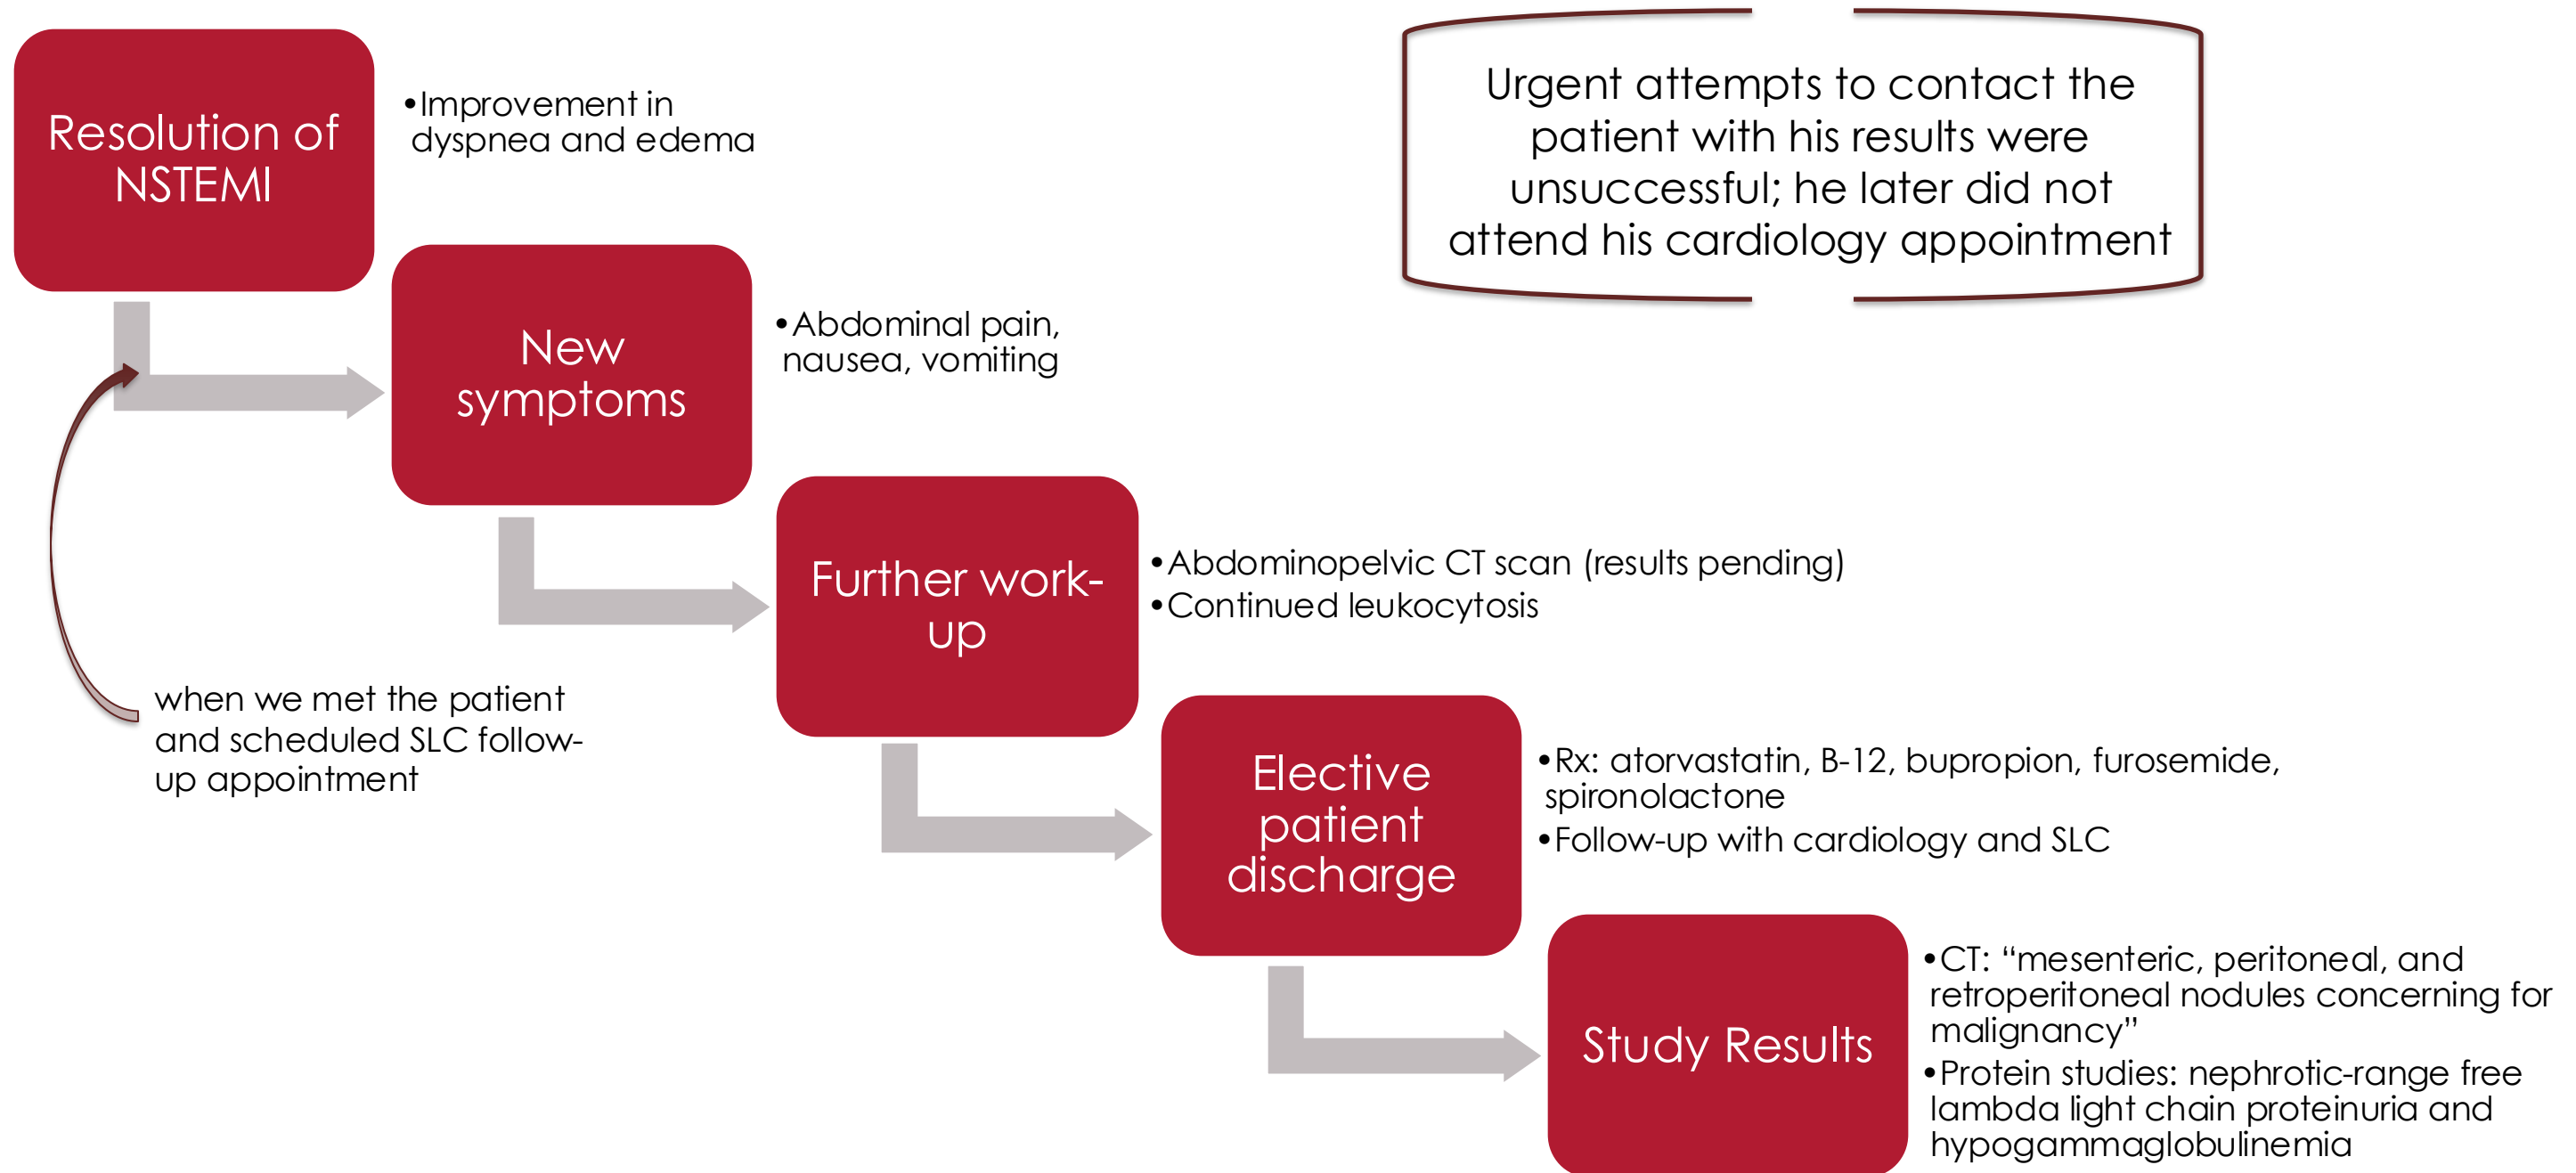 Resolution of
NSTEMI
•Improvement in
dyspnea and edema
Urgent attempts to contact the
patient with his results were
unsuccessful; he later did not
attend his cardiology appointment
New
symptoms
•Abdominal pain,
nausea, vomiting
when we met the patient
and scheduled SLC follow-
up appointment
Further work-
up
•Abdominopelvic CT scan (results pending)
•Continued leukocytosis
Elective
patient
discharge
•Rx: atorvastatin, B-12, bupropion, furosemide,
spironolactone
•Follow-up with cardiology and SLC
Study Results
•CT: “mesenteric, peritoneal, and
retroperitoneal nodules concerning for
malignancy”
•Protein studies: nephrotic-range free
lambda light chain proteinuria and
hypogammaglobulinemia